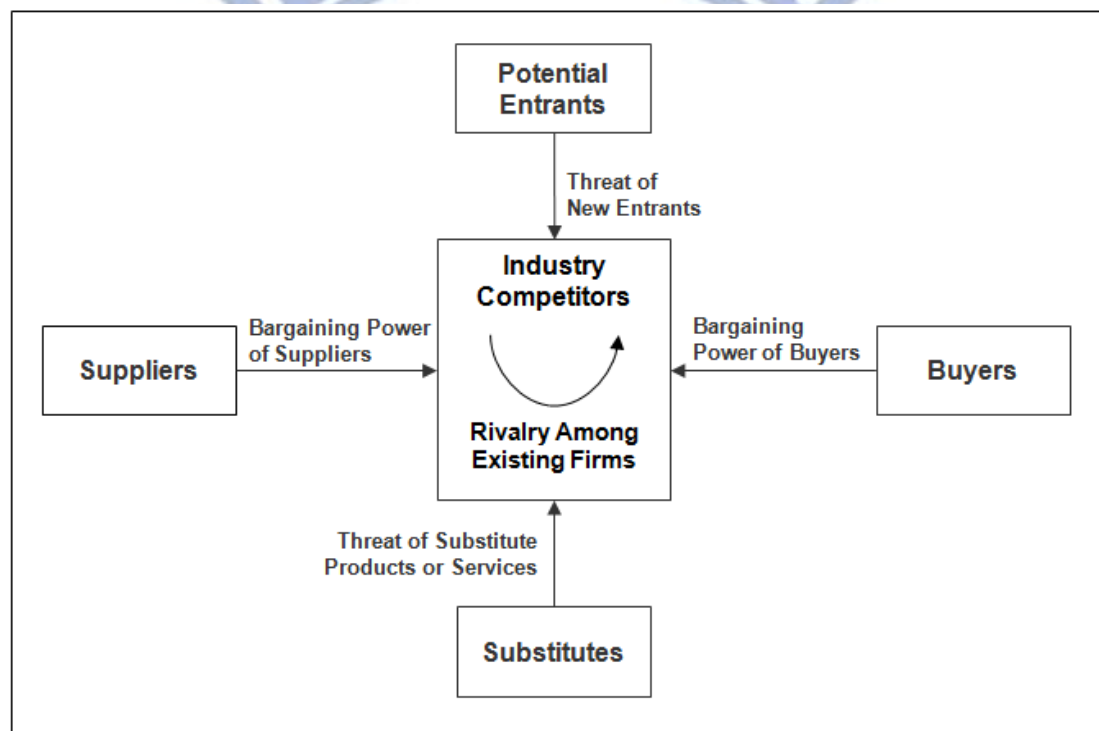 Potential
Entrants
Threat of
New Entrants
Industry
Competitors
Bargaining Power
of Suppliers
Bargaining
Power of Buyers
Suppliers
Buyers
Rivalry Among
Existing Firms
Threat of Substitute
Products or Services
Substitutes